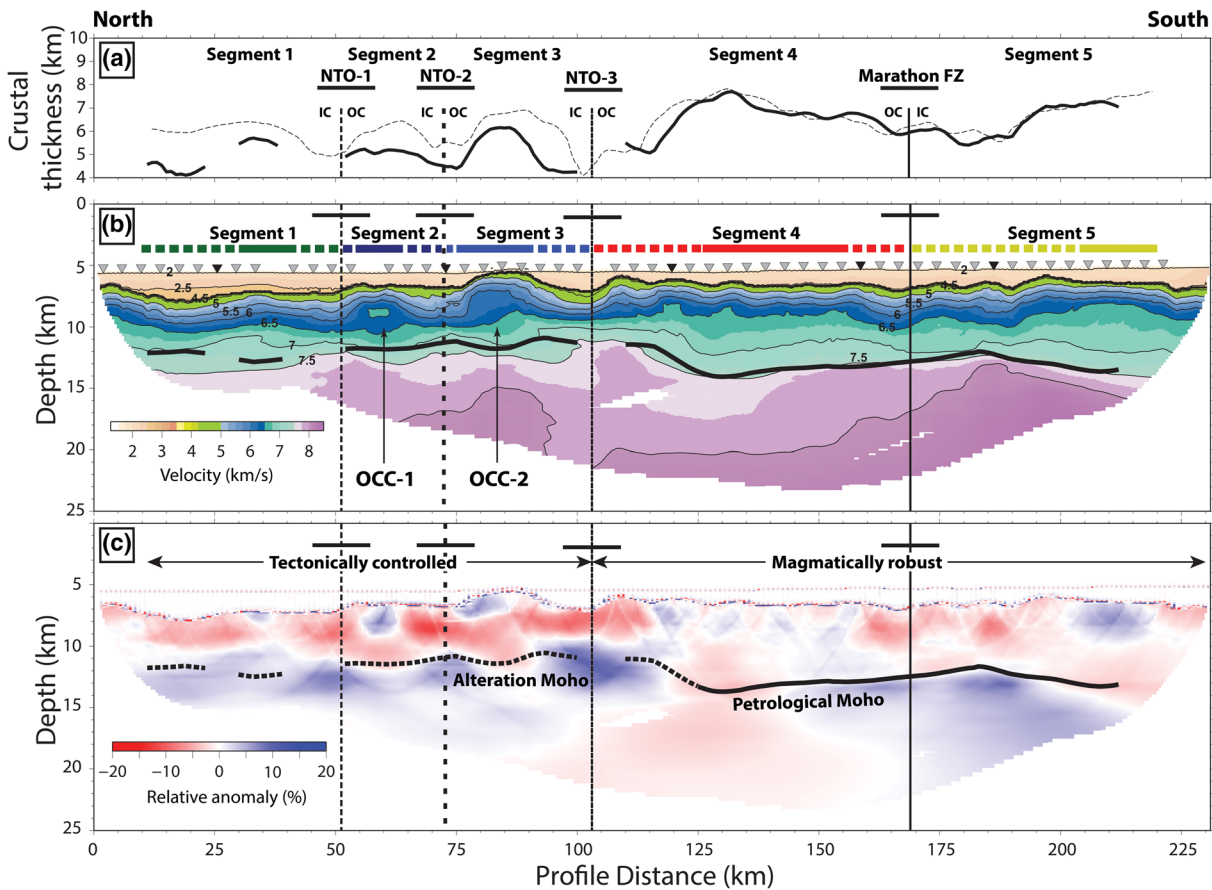 North
South
(a)
Crustal
thickness (km)
10
9
8
7
6
5
4
Segment 1
Segment 2
Segment 3
Segment 4
Segment 5
NTO-1
NTO-2
NTO-3
Marathon FZ
IC
OC
IC
OC
IC
OC
OC
IC
(b)
Depth (km)
0
5
10
15
20
25
Segment 1
Segment 2
Segment 3
Segment 4
Segment 5
2
2.5
4.5
5
5.5
6
6.5
7
7.5
7.5
2
4.5
5
5.5
6
6.5
OCC-1
OCC-2
2 3 4 5 6 7 8
Velocity (km/s)
(c)
Depth (km)
5
10
15
20
25
Tectonically controlled
Magmatically robust
Alteration Moho
Petrological Moho
−20 −10 0 10 20
Relative anomaly (%)
0 25 50 75 100 125 150 175 200 225
Profile Distance (km)